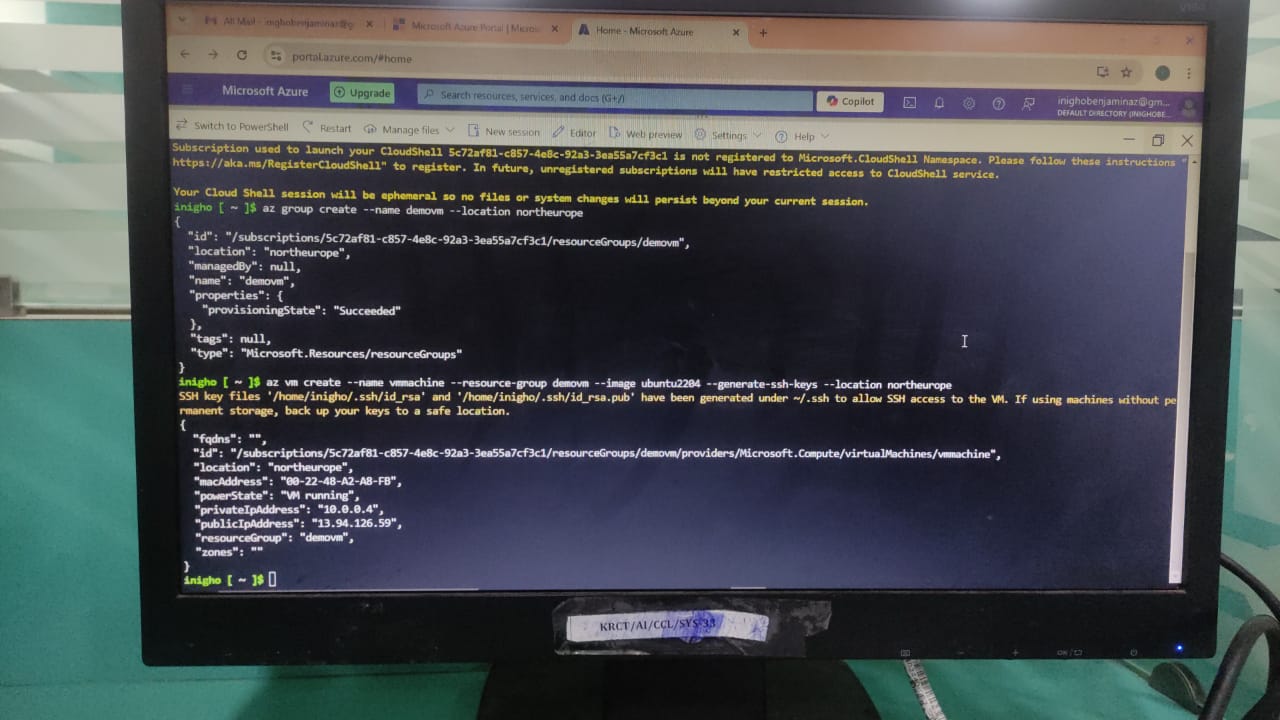 All Mail - inighobenjaminaz@g
Microsoft Azure Portal | Micros
Home - Microsoft Azure
portal.azure.com/#home
Microsoft Azure
Upgrade
Search resources, services, and docs (G+/)
Copilot
inighobenjaminaz@gm...
DEFAULT DIRECTORY (INIGHOBE...
Switch to PowerShell
Restart
Manage files
New session
Editor
Web preview
Settings
Help
Subscription used to launch your CloudShell 5c72af81-c857-4e8c-92a3-3ea55a7cf3c1 is not registered to Microsoft.CloudShell Namespace. Please follow these instructions "
https://aka.ms/RegisterCloudShell" to register. In future, unregistered subscriptions will have restricted access to CloudShell service.
Your Cloud Shell session will be ephemeral so no files or system changes will persist beyond your current session.
inigho [ ~ ]$ az group create --name demovm --location northeurope
{
"id": "/subscriptions/5c72af81-c857-4e8c-92a3-3ea55a7cf3c1/resourceGroups/demovm",
"location": "northeurope",
"managedBy": null,
"name": "demovm",
"properties": {
"provisioningState": "Succeeded"
},
"tags": null,
"type": "Microsoft.Resources/resourceGroups"
}
inigho [ ~ ]$ az vm create --name vmmachine --resource-group demovm --image ubuntu2204 --generate-ssh-keys --location northeurope
SSH key files '/home/inigho/.ssh/id_rsa' and '/home/inigho/.ssh/id_rsa.pub' have been generated under ~/.ssh to allow SSH access to the VM. If using machines without pe
rmanent storage, back up your keys to a safe location.
{
"fqdns": "",
"id": "/subscriptions/5c72af81-c857-4e8c-92a3-3ea55a7cf3c1/resourceGroups/demovm/providers/Microsoft.Compute/virtualMachines/vmmachine",
"location": "northeurope",
"macAddress": "00-22-48-A2-A8-FB",
"powerState": "VM running",
"privateIpAddress": "10.0.0.4",
"publicIpAddress": "13.94.126.59",
"resourceGroup": "demovm",
"zones": ""
}
inigho [ ~ ]$
KRCT/AI/CCL/SYS 33